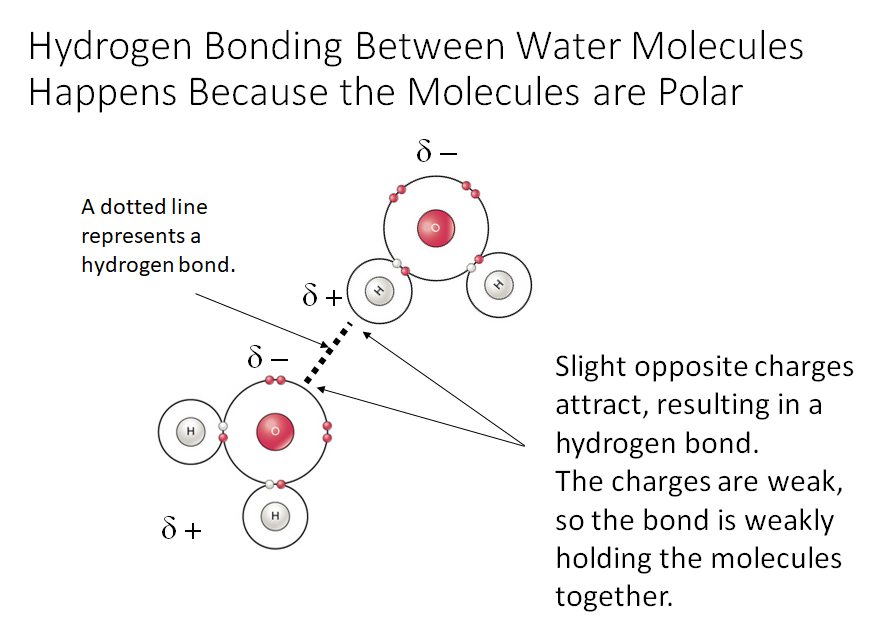 Hydrogen Bonding Between Water Molecules
Happens Because the Molecules are Polar
δ –
A dotted line
represents a
hydrogen bond.
O
H
H
δ +
δ –
Slight opposite charges
attract, resulting in a
hydrogen bond.
The charges are weak,
so the bond is weakly
holding the molecules
together.
H
O
H
δ +